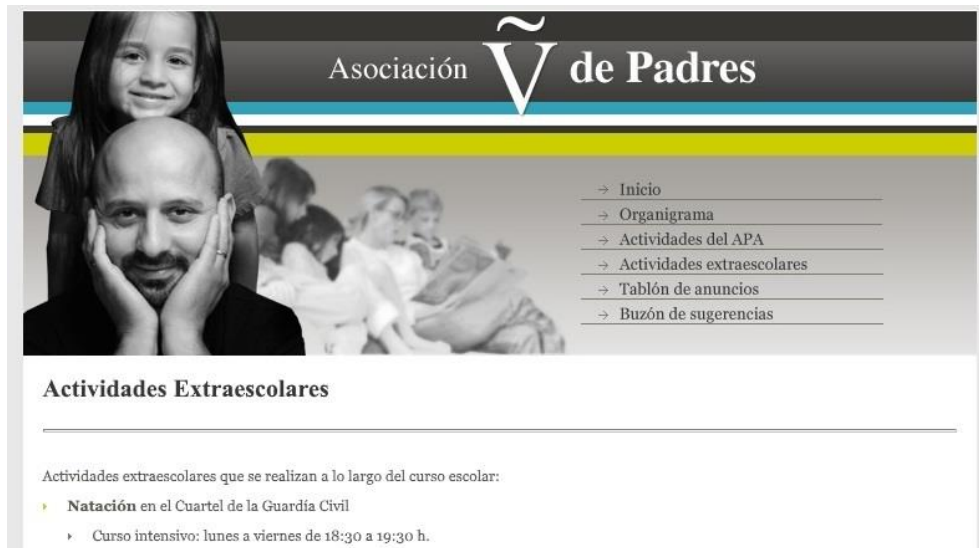 Asociación Ṽ de Padres
→ Inicio
→ Organigrama
→ Actividades del APA
→ Actividades extraescolares
→ Tablón de anuncios
→ Buzón de sugerencias
Actividades Extraescolares
Actividades extraescolares que se realizan a lo largo del curso escolar:
Natación en el Cuartel de la Guardía Civil
Curso intensivo: lunes a viernes de 18:30 a 19:30 h.